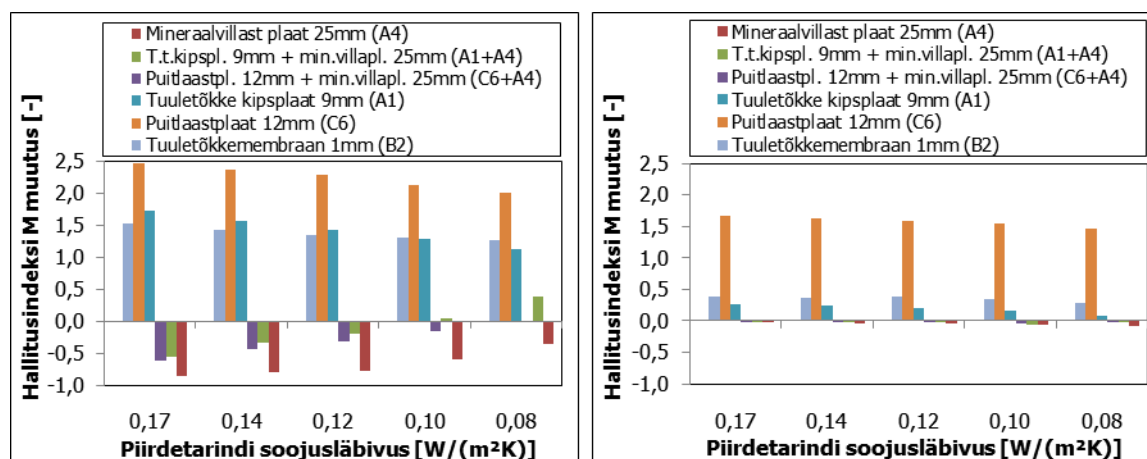 Mineraalvillast plaat 25mm (A4)
T.t.kipspl. 9mm + min.villapl. 25mm (A1+A4)
Puitlaastpl. 12mm + min.villapl. 25mm (C6+A4)
Tuuletõkke kipsplaat 9mm (A1)
Puitlaastplaat 12mm (C6)
Tuuletõkkemembraan 1mm (B2)
Hallitusindeksi M muutus [-]
2,5
2,0
1,5
1,0
0,5
0,0
-0,5
-1,0
0,17 0,14 0,12 0,10 0,08
Piirdetarindi soojusläbivus [W/(m²K)]
Mineraalvillast plaat 25mm (A4)
T.t.kipspl. 9mm + min.villapl. 25mm (A1+A4)
Puitlaastpl. 12mm + min.villapl. 25mm (C6+A4)
Tuuletõkke kipsplaat 9mm (A1)
Puitlaastplaat 12mm (C6)
Tuuletõkkemembraan 1mm (B2)
Hallitusindeksi M muutus [-]
2,5
2,0
1,5
1,0
0,5
0,0
-0,5
-1,0
0,17 0,14 0,12 0,10 0,08
Piirdetarindi soojusläbivus [W/(m²K)]